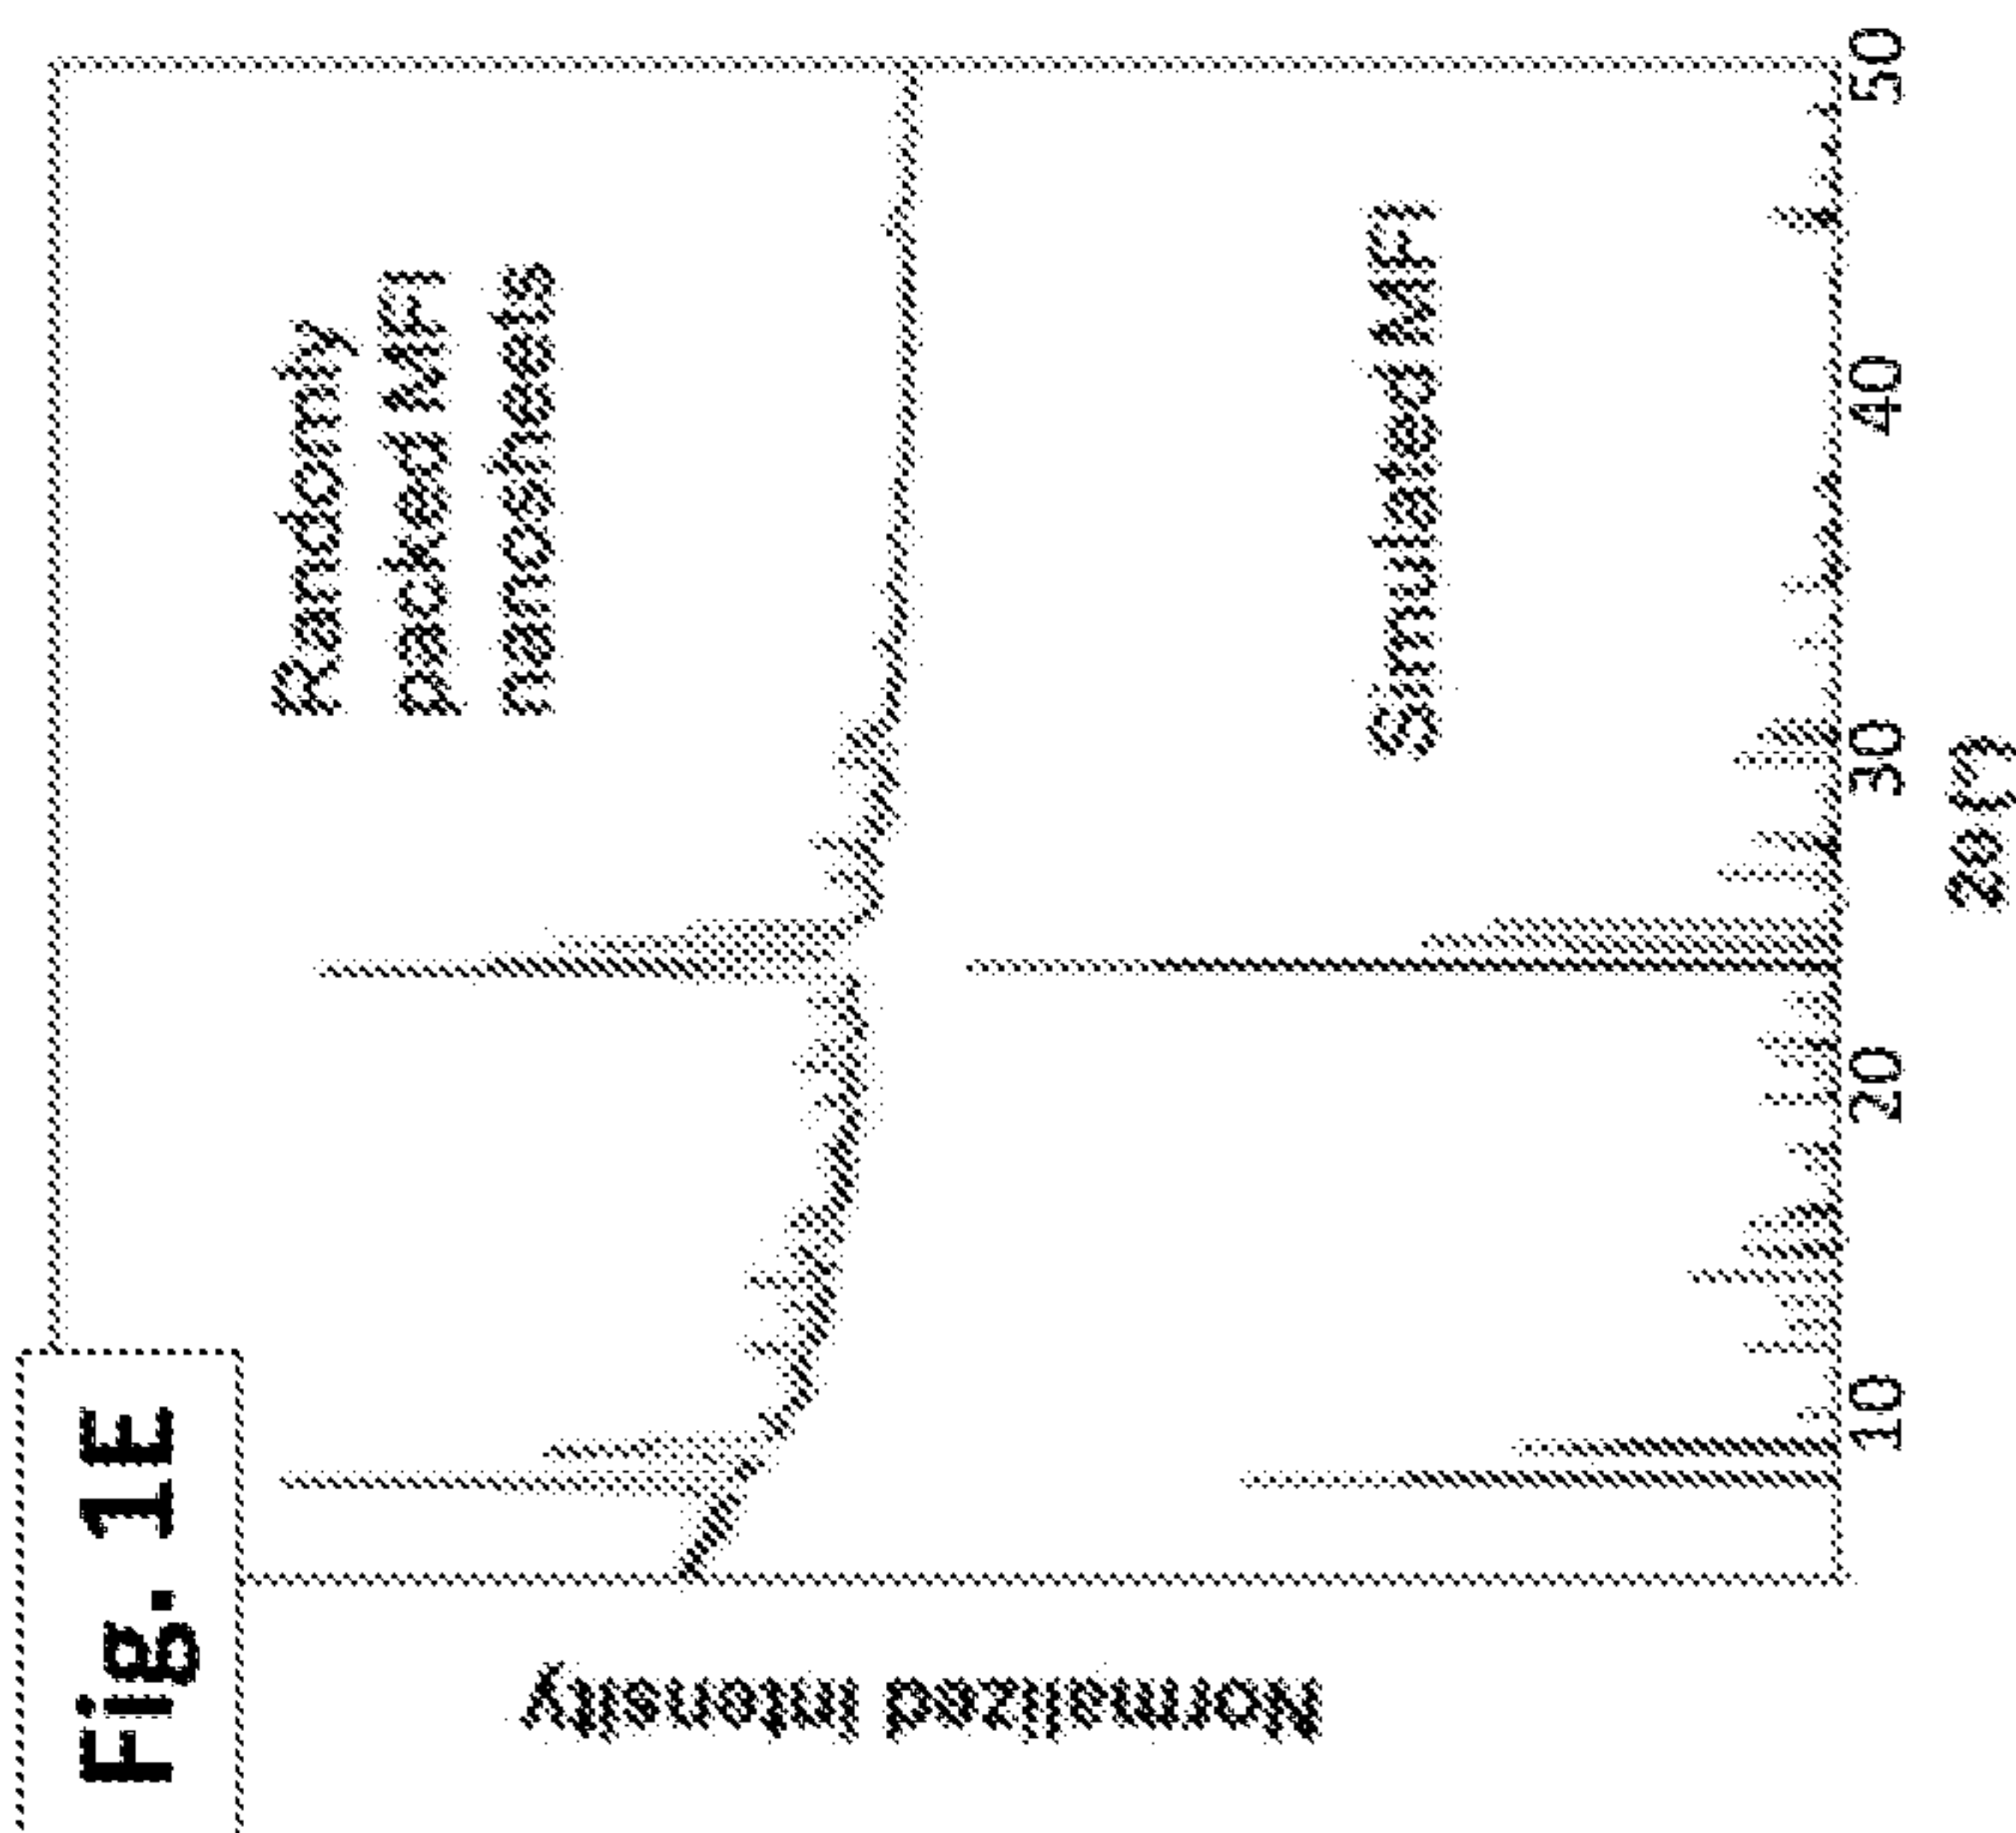 Fig. 1E
Randomly
packed MFI
nanosheets
Simulated MFI
Normalized Intensity
10
20
30
40
50
2θ [°]